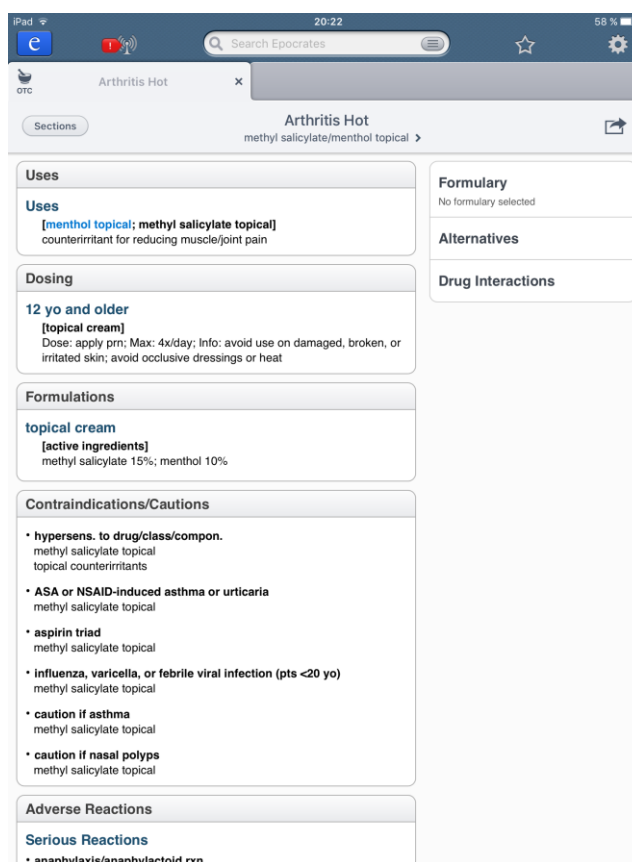 iPad 20:22 58 %
e ! Search Epocrates
OTC Arthritis Hot ×
Sections
Arthritis Hot
methyl salicylate/menthol topical >
Uses
Uses
[menthol topical; methyl salicylate topical]
counterirritant for reducing muscle/joint pain
Dosing
12 yo and older
[topical cream]
Dose: apply prn; Max: 4x/day; Info: avoid use on damaged, broken, or
irritated skin; avoid occlusive dressings or heat
Formulations
topical cream
[active ingredients]
methyl salicylate 15%; menthol 10%
Contraindications/Cautions
• hypersens. to drug/class/compon.
methyl salicylate topical
topical counterirritants
• ASA or NSAID-induced asthma or urticaria
methyl salicylate topical
• aspirin triad
methyl salicylate topical
• influenza, varicella, or febrile viral infection (pts <20 yo)
methyl salicylate topical
• caution if asthma
methyl salicylate topical
• caution if nasal polyps
methyl salicylate topical
Adverse Reactions
Serious Reactions
• anaphylaxis/anaphylactoid rxn
Formulary
No formulary selected
Alternatives
Drug Interactions